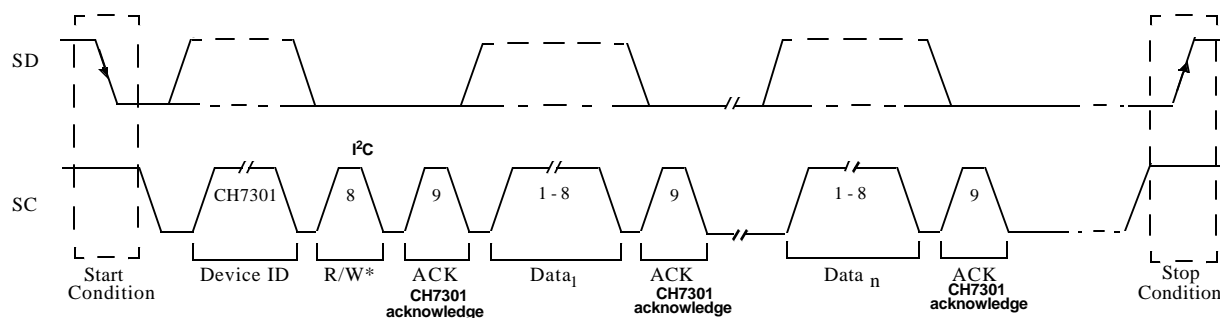 SD
I²C
SC
CH7301
8
9
1 - 8
9
1 - 8
9
Start
Condition
Device ID
R/W*
ACK
CH7301
acknowledge
Data1
ACK
CH7301
acknowledge
Data n
ACK
CH7301
acknowledge
Stop
Condition